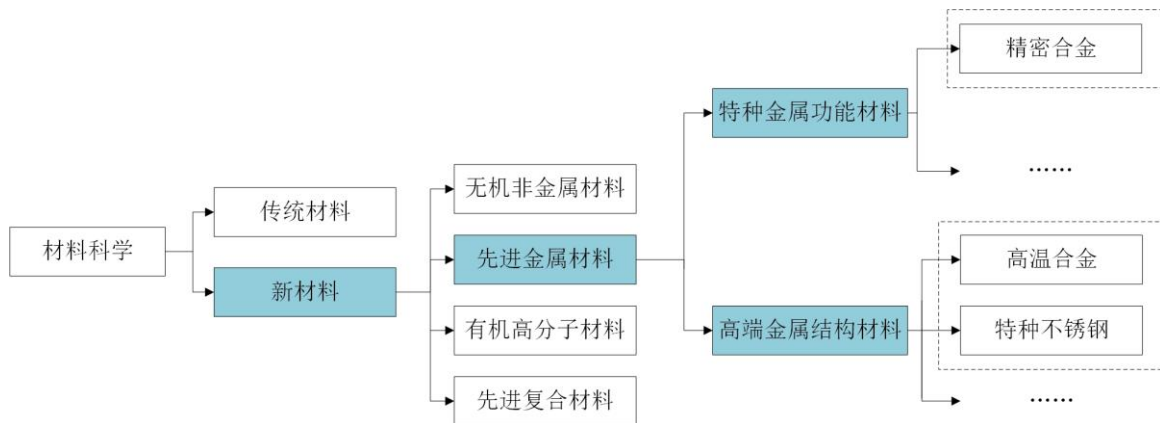 材料科学
传统材料
新材料
无机非金属材料
先进金属材料
有机高分子材料
先进复合材料
特种金属功能材料
高端金属结构材料
精密合金
……
高温合金
特种不锈钢
……